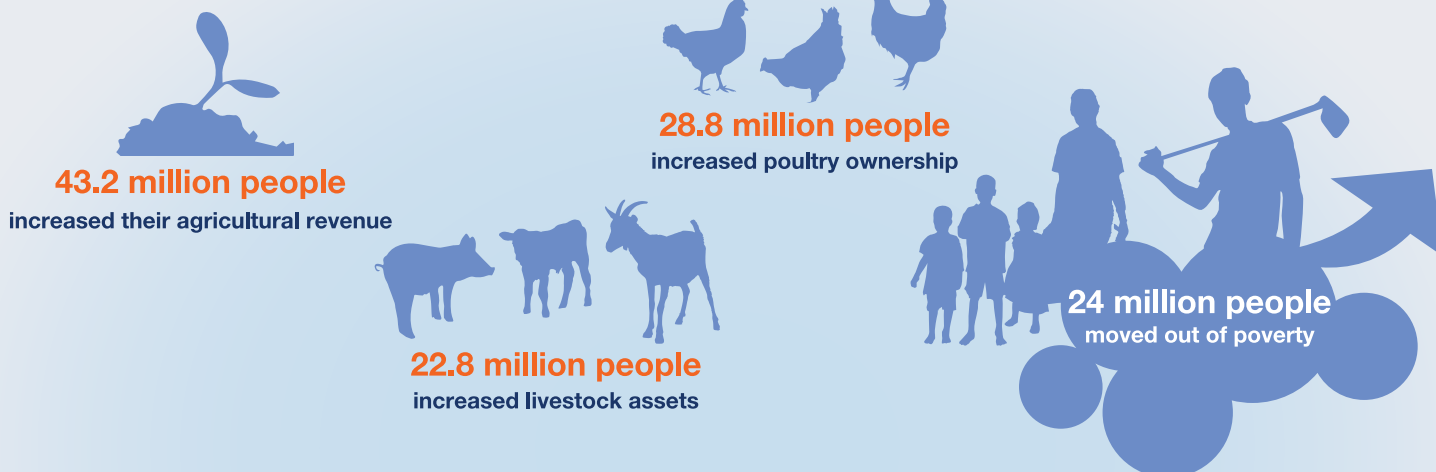 28.8 million people
increased poultry ownership
43.2 million people
increased their agricultural revenue
24 million people
moved out of poverty
22.8 million people
increased livestock assets